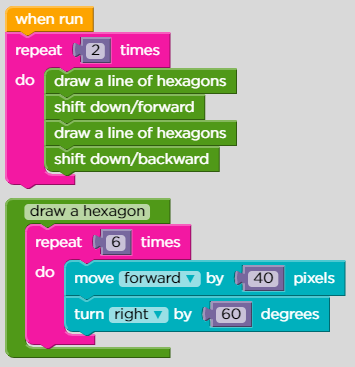 when run
repeat 2 times
do draw a line of hexagons
shift down/forward
draw a line of hexagons
shift down/backward
draw a hexagon
repeat 6 times
do move forward ▼ by 40 pixels
turn right ▼ by 60 degrees